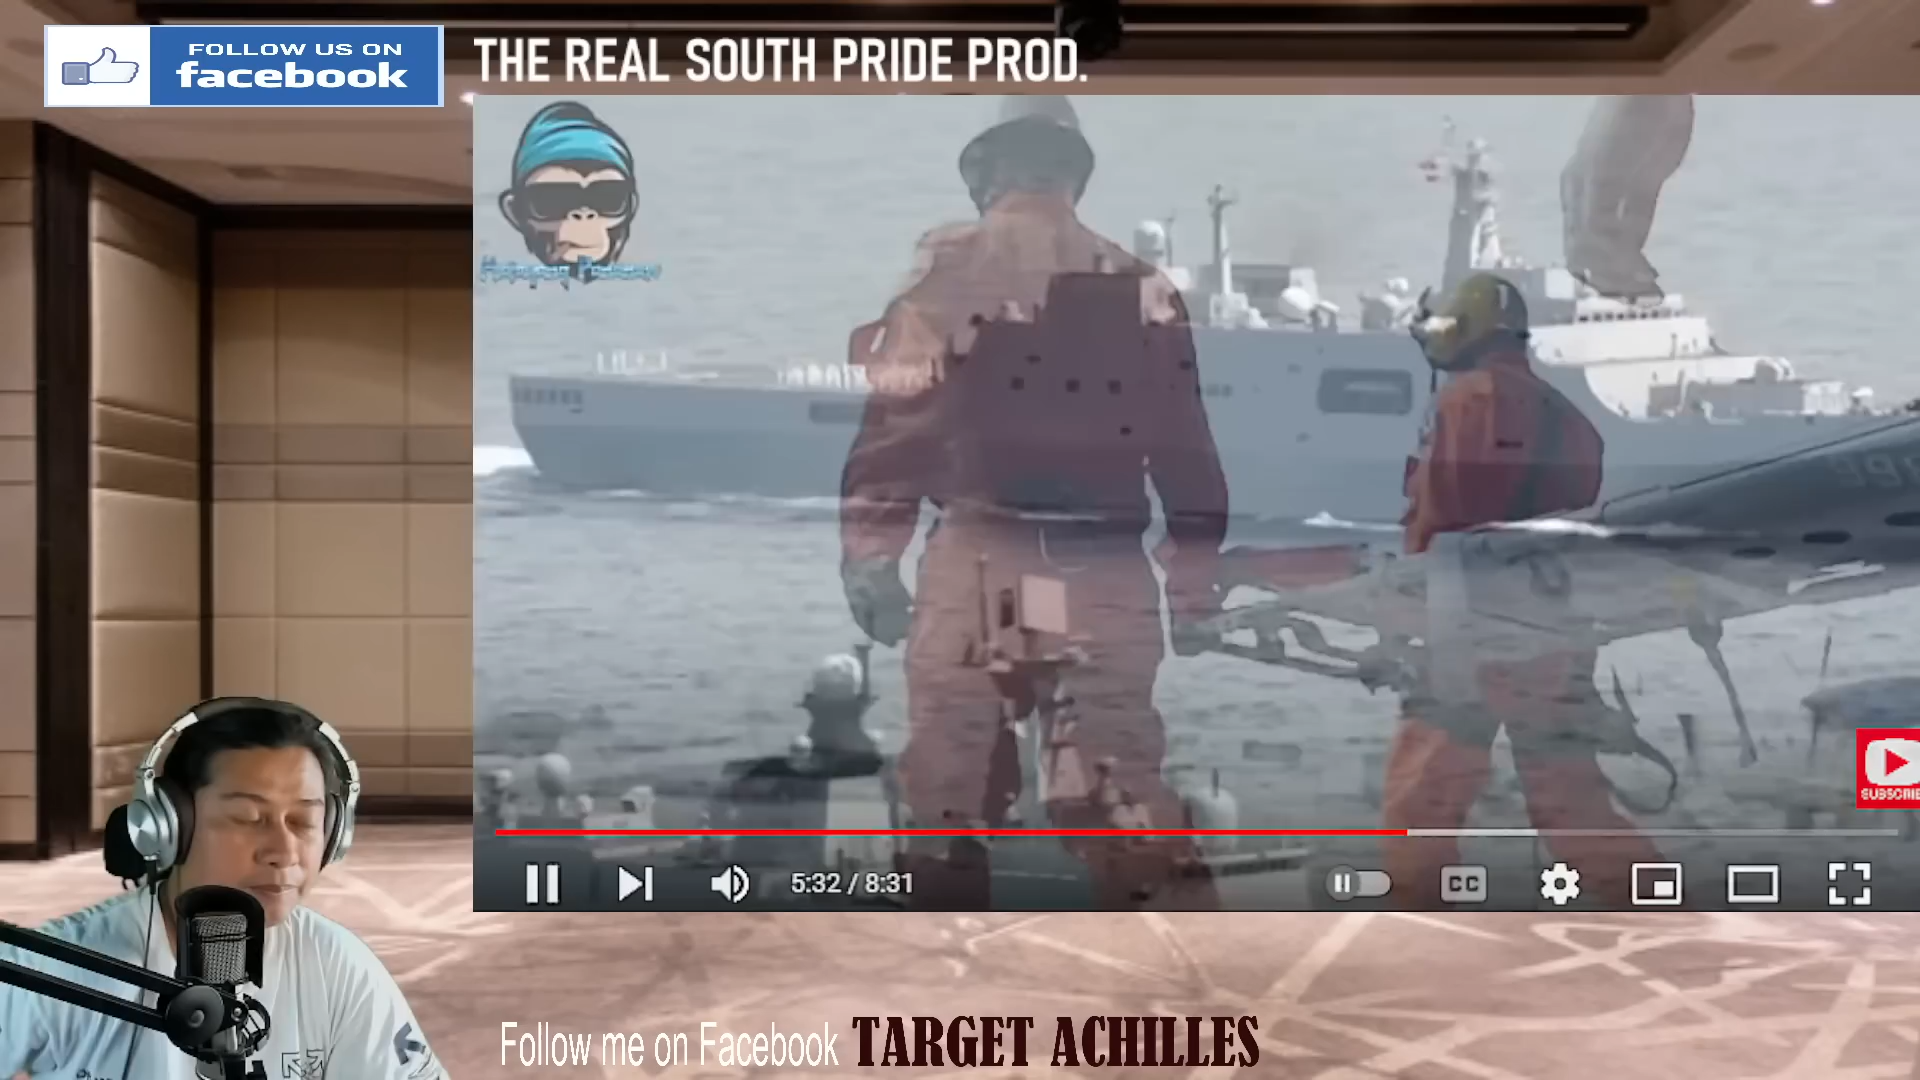 FOLLOW US ON
facebook
THE REAL SOUTH PRIDE PROD.
SUBSCRIBE
5:32 / 8:31
CC
Follow me on Facebook TARGET ACHILLES